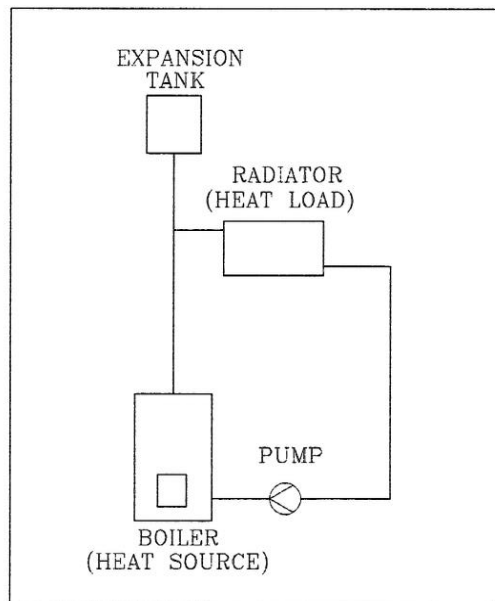 EXPANSION
TANK
RADIATOR
(HEAT LOAD)
PUMP
BOILER
(HEAT SOURCE)